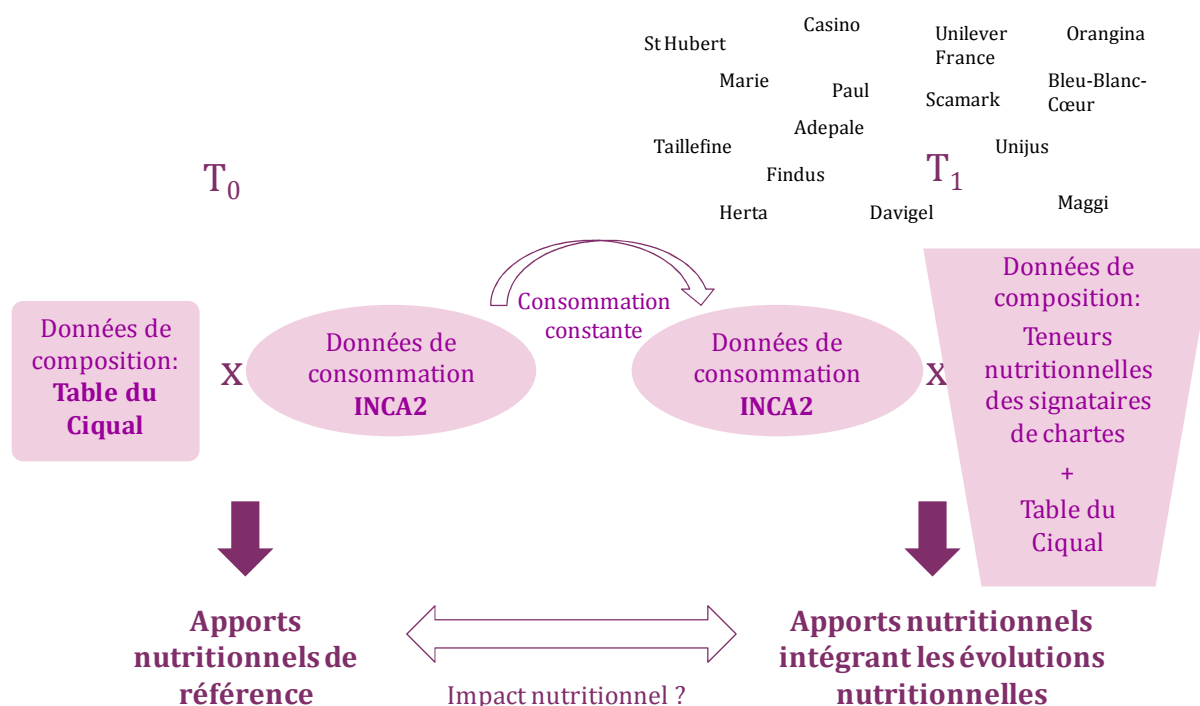 Casino
St Hubert
Unilever
France
Orangina
Marie
Paul
Scamark
Bleu-Blanc-
Cœur
Adepale
Taillefine
Unijus
T0
Findus
T1
Herta
Davigel
Maggi
Données de
composition:
Table du
Ciqual
x
Données de
consommation
INCA2
Consommation
constante
Données de
consommation
INCA2
x
Données de
composition:
Teneurs
nutritionnelles
des signataires
de chartes
+
Table du
Ciqual
Apports
nutritionnels de
référence
Impact nutritionnel ?
Apports nutritionnels
intégrant les évolutions
nutritionnelles